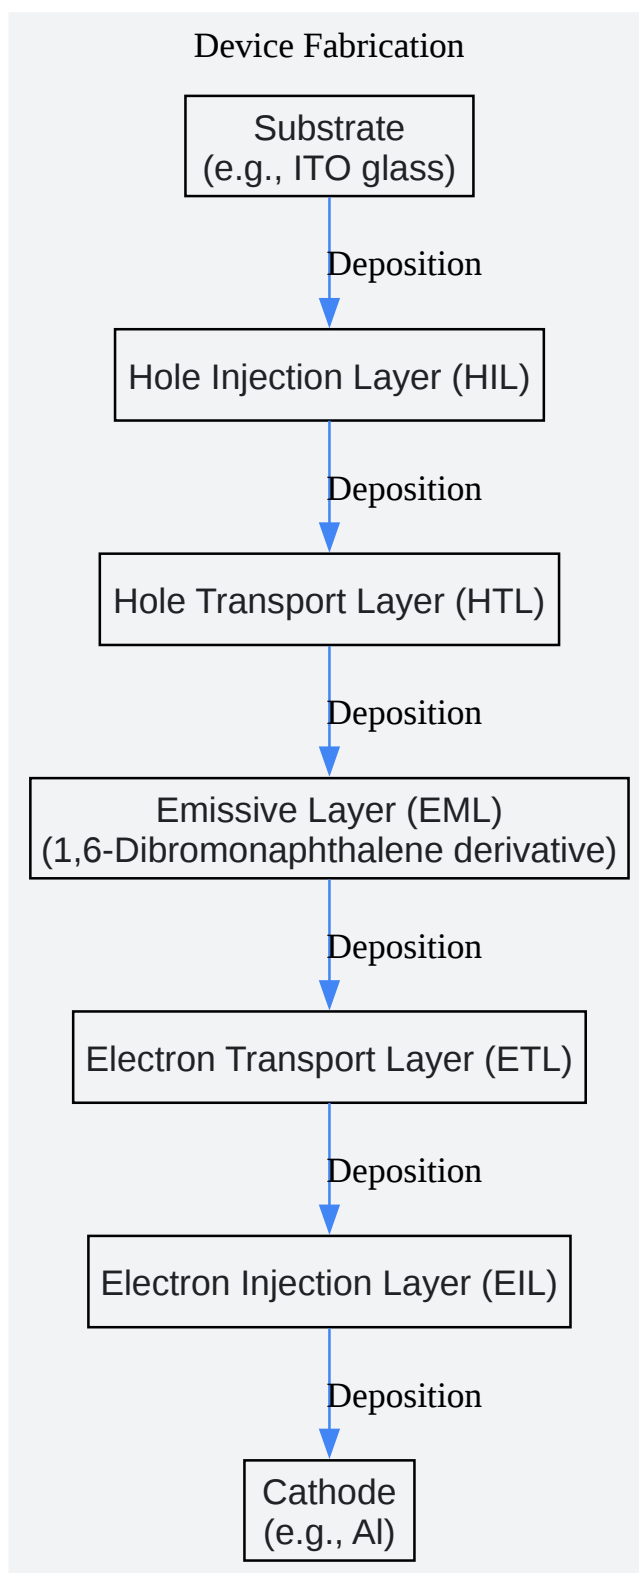 Device Fabrication
Substrate
(e.g., ITO glass)
Deposition
Hole Injection Layer (HIL)
Deposition
Hole Transport Layer (HTL)
Deposition
Emissive Layer (EML)
(1,6-Dibromonaphthalene derivative)
Deposition
Electron Transport Layer (ETL)
Deposition
Electron Injection Layer (EIL)
Deposition
Cathode
(e.g., Al)